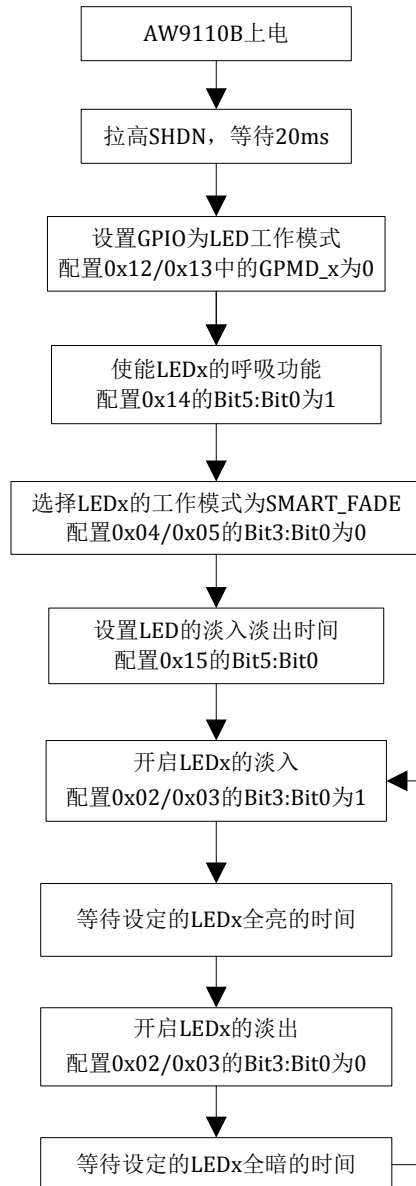 AW9110B上电
拉高SHDN，等待20ms
设置GPIO为LED工作模式
配置0x12/0x13中的GPMD_x为0
使能LEDx的呼吸功能
配置0x14的Bit5:Bit0为1
选择LEDx的工作模式为SMART_FADE
配置0x04/0x05的Bit3:Bit0为0
设置LED的淡入淡出时间
配置0x15的Bit5:Bit0
开启LEDx的淡入
配置0x02/0x03的Bit3:Bit0为1
等待设定的LEDx全亮的时间
开启LEDx的淡出
配置0x02/0x03的Bit3:Bit0为0
等待设定的LEDx全暗的时间